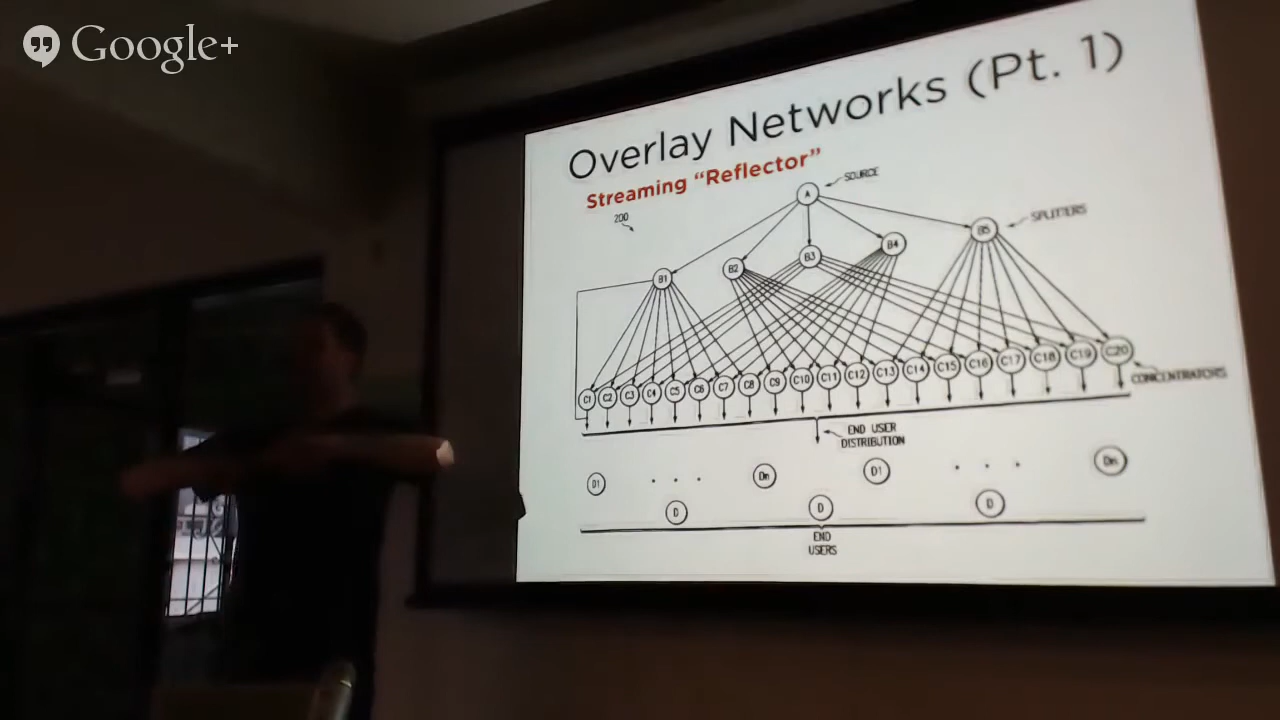 Google+
Overlay Networks (Pt. 1)
Streaming "Reflector"
A
SOURCE
200
B1
B2
B3
B4
B5
SPLITTERS
C1 C2 C3 C4 C5 C6 C7 C8 C9 C10 C11 C12 C13 C14 C15 C16 C17 C18 C19 C20
CONCENTRATORS
END USER
DISTRIBUTION
D1 . . . Dn D1 . . . Dn
D D D
END
USERS